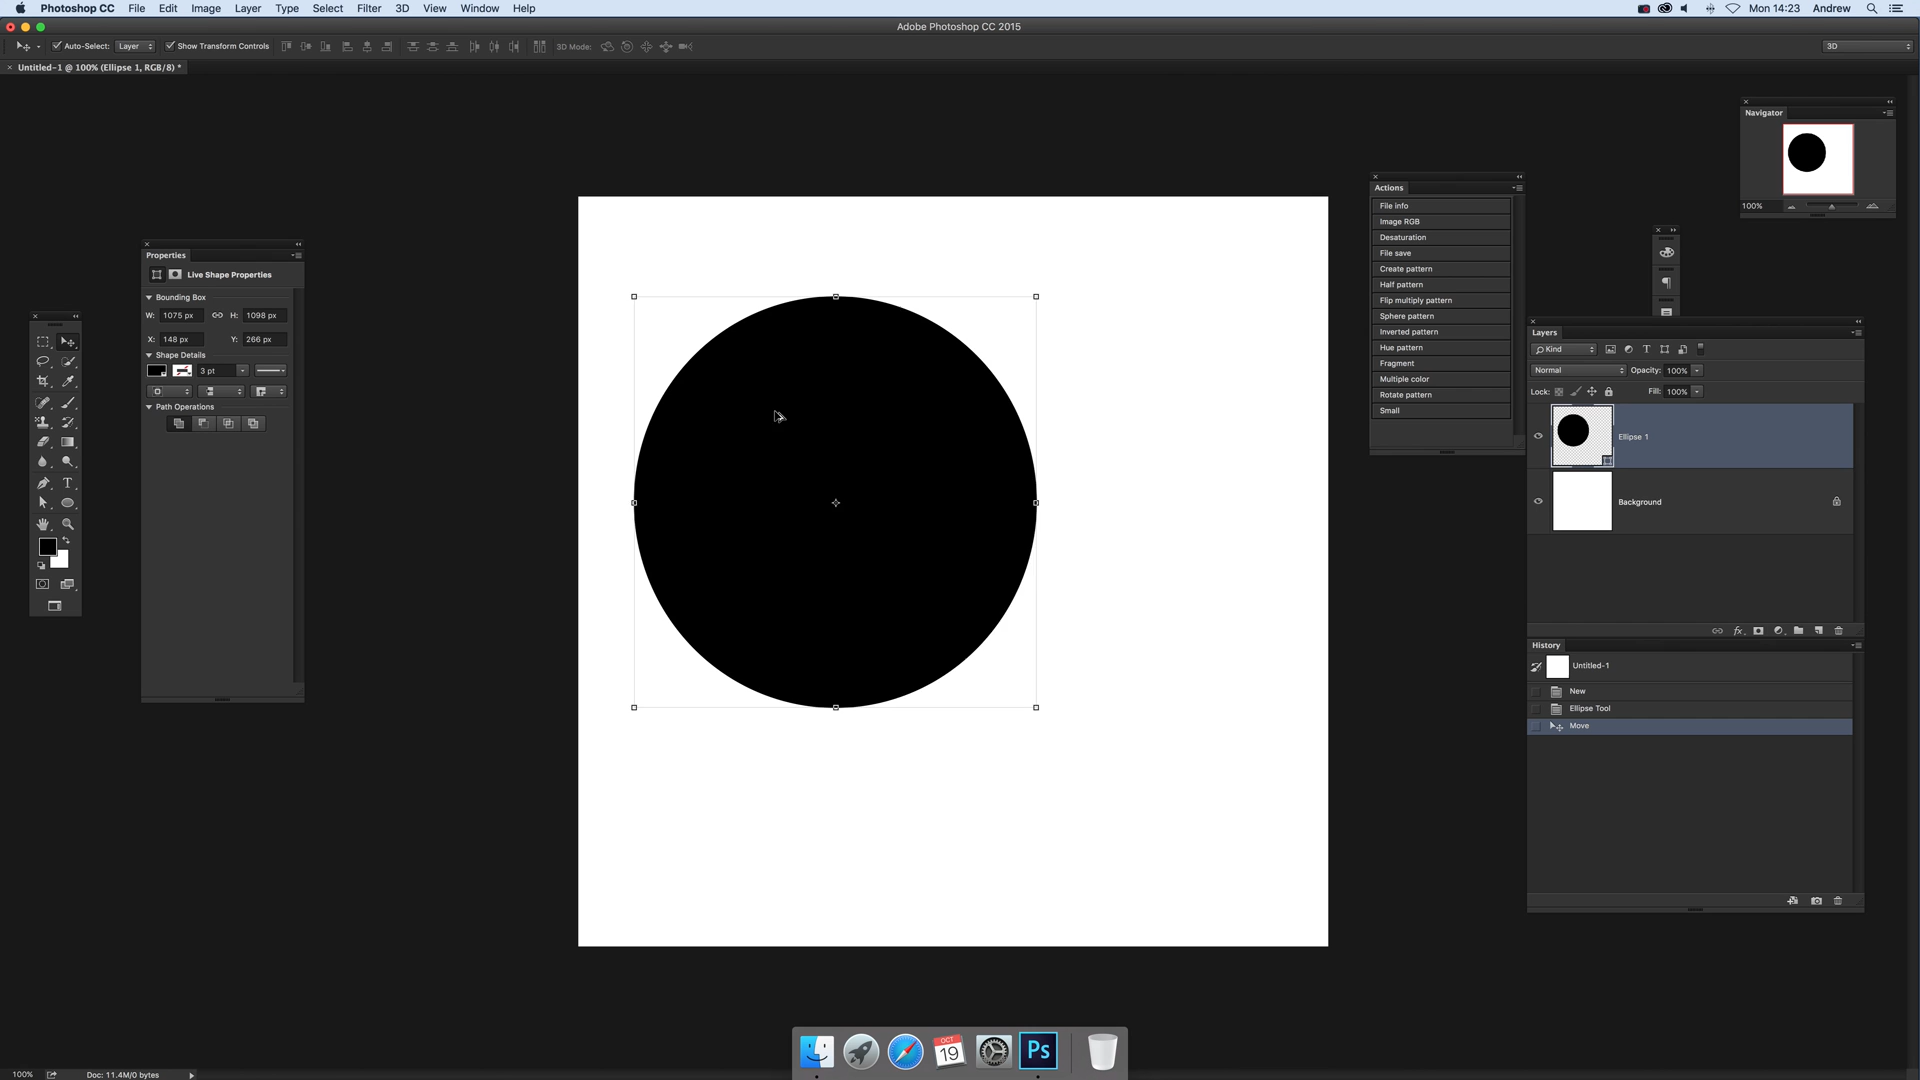 Photoshop CC File Edit Image Layer Type Select Filter 3D View Window Help Mon 14:23 Andrew
Adobe Photoshop CC 2015
Auto-Select: Layer Show Transform Controls 3D Mode: 3D
Untitled-1 @ 100% (Ellipse 1, RGB/8) *
Navigator
100%
Properties
Live Shape Properties
Bounding Box
W: 1075 px H: 1098 px
X: 148 px Y: 266 px
Shape Details
3 pt
Path Operations
Actions
File info
Image RGB
Desaturation
File save
Create pattern
Half pattern
Flip multiply pattern
Sphere pattern
Inverted pattern
Hue pattern
Fragment
Multiple color
Rotate pattern
Small
Layers
Kind
Normal Opacity: 100%
Lock: Fill: 100%
Ellipse 1
Background
fx
History
Untitled-1
New
Ellipse Tool
Move
OCT
19
Ps
100% Doc: 11.4M/0 bytes